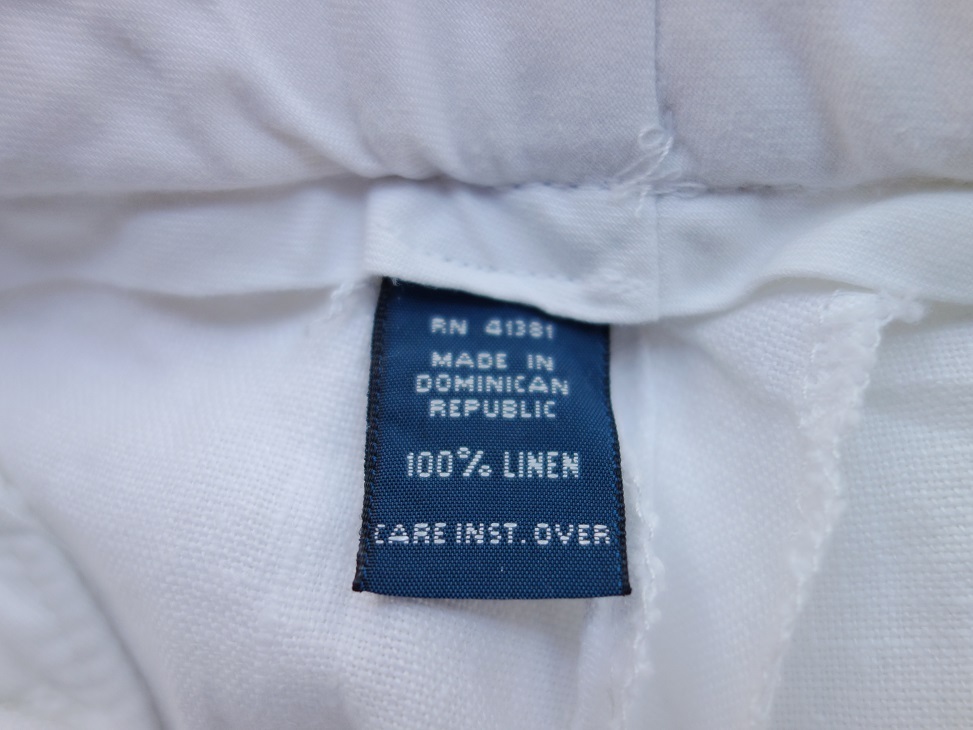 RN 41381
MADE IN
DOMINICAN
REPUBLIC
100% LINEN
CARE INST. OVER